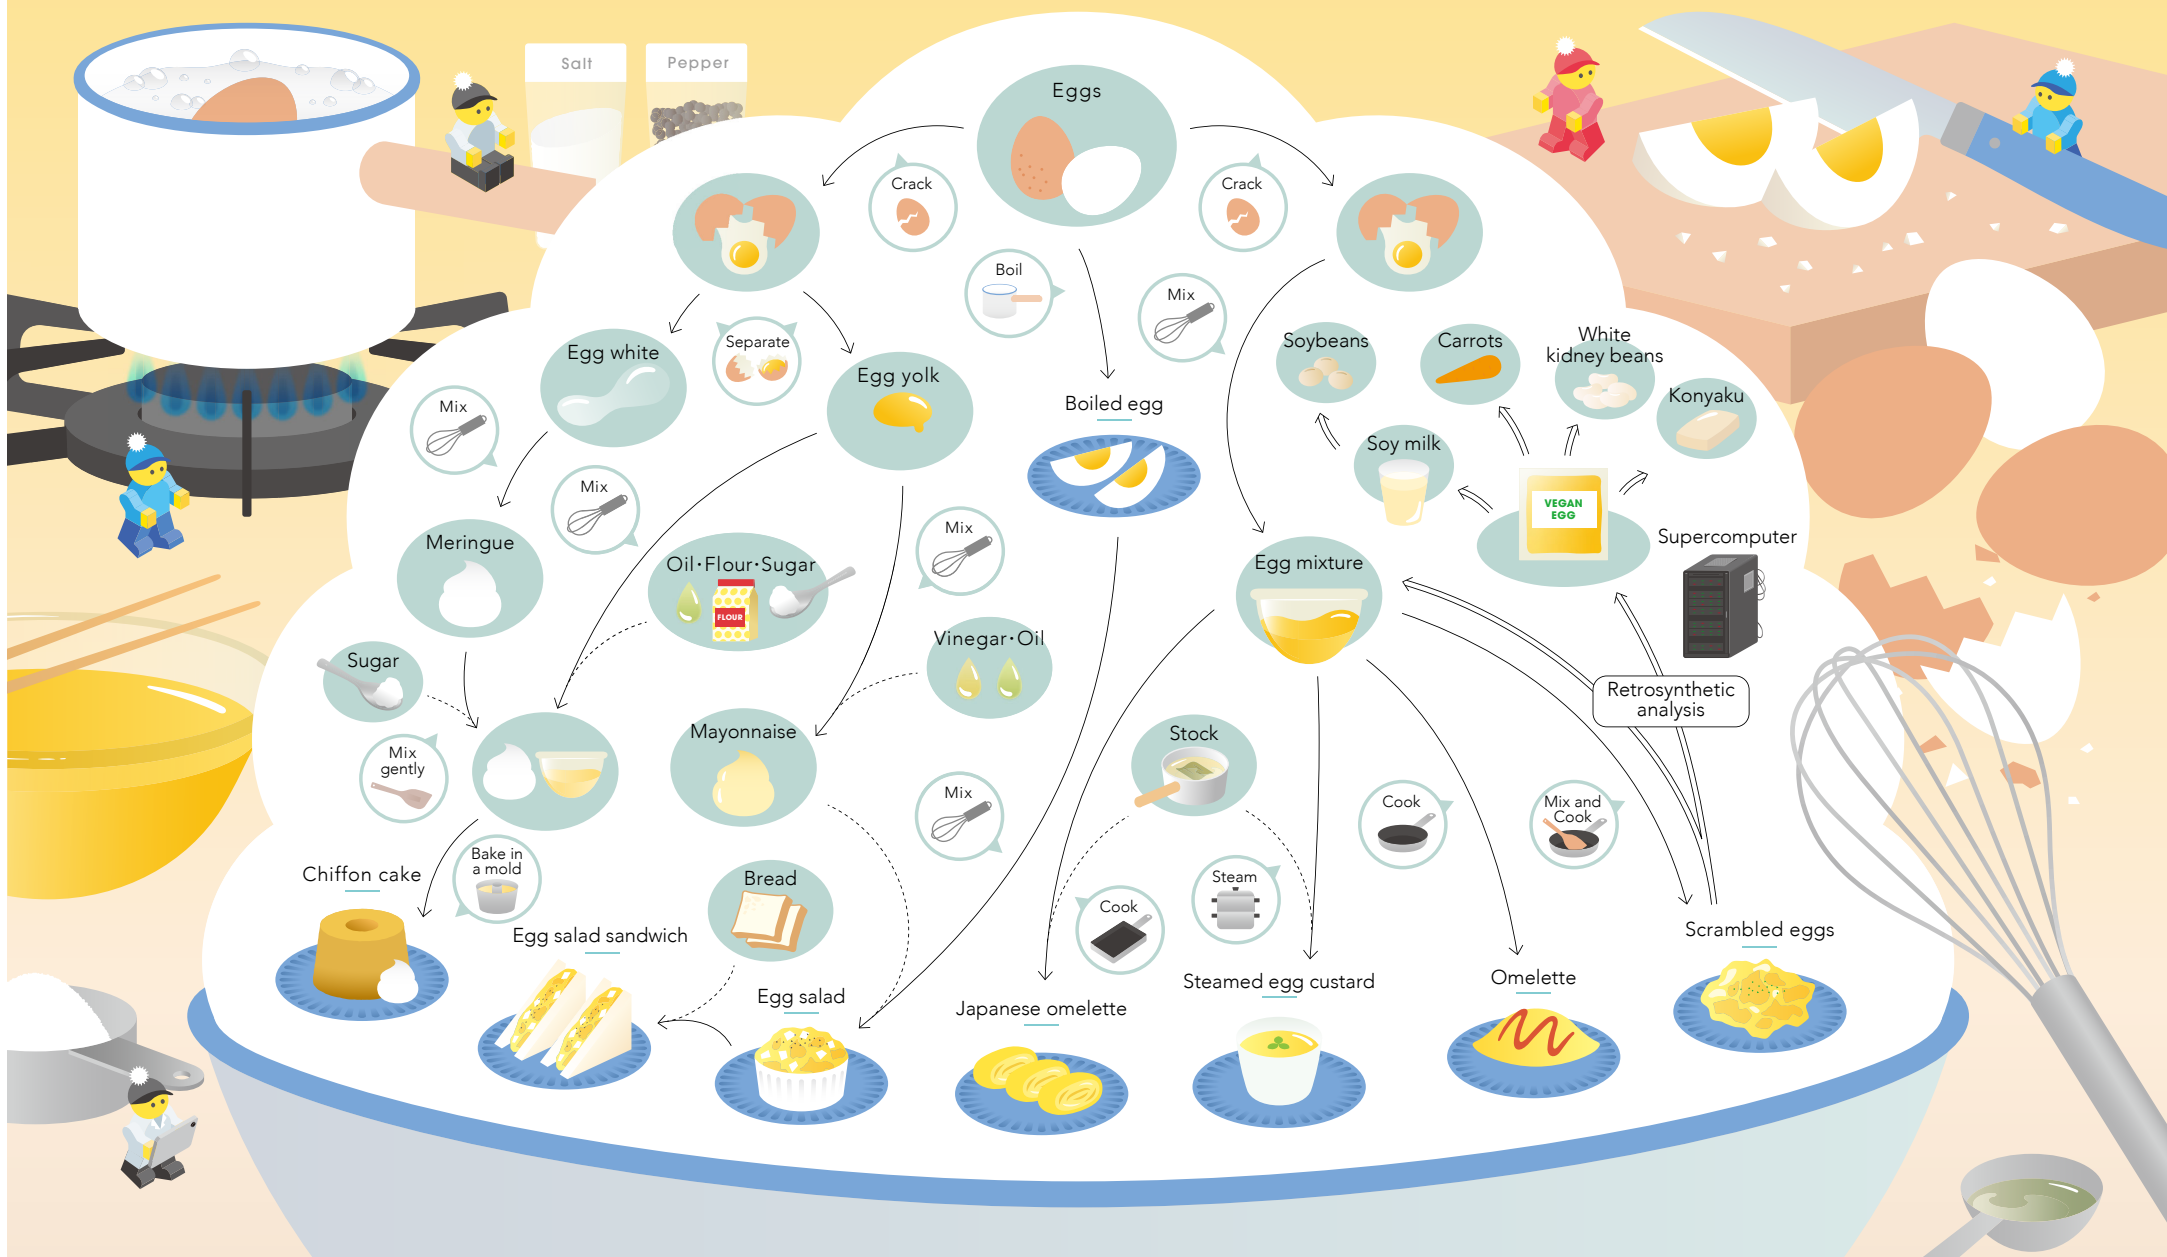 Salt
Pepper
Eggs
Crack
Crack
Boil
Mix
Separate
Egg white
Egg yolk
Mix
Boiled egg
Soybeans
Carrots
White
kidney beans
Konyaku
Soy milk
VEGAN
EGG
Supercomputer
Mix
Mix
Meringue
Oil・Flour・Sugar
FLOUR
Egg mixture
Vinegar・Oil
Sugar
Retrosynthetic
analysis
Mix
gently
Mayonnaise
Stock
Mix
Cook
Mix and
Cook
Bake in
a mold
Chiffon cake
Bread
Steam
Cook
Egg salad sandwich
Egg salad
Japanese omelette
Steamed egg custard
Omelette
Scrambled eggs